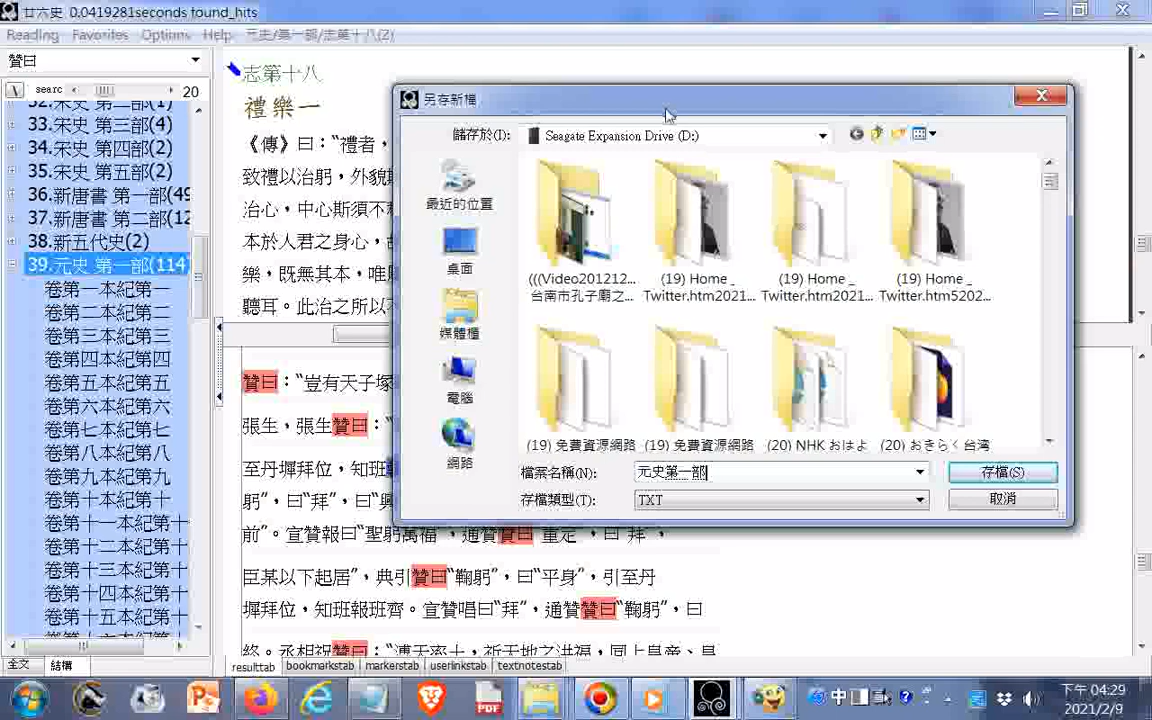 廿六史 0.0419281seconds found_hits
Reading Favorites Options Help 元史/第一部/志第十八(2)
贊曰
searc 20
33.宋史 第三部(4)
34.宋史 第四部(2)
35.宋史 第五部(2)
36.新唐書 第一部(49
37.新唐書 第二部(12
38.新五代史(2)
39.元史 第一部(114)
卷第一本紀第一
卷第二本紀第二
卷第三本紀第三
卷第四本紀第四
卷第五本紀第五
卷第六本紀第六
卷第七本紀第七
卷第八本紀第八
卷第九本紀第九
卷第十本紀第十
卷第十一本紀第十
卷第十二本紀第十
卷第十三本紀第十
卷第十四本紀第十
卷第十五本紀第十
全文 結構
志第十八
禮樂一
《傳》曰：“禮者，
致禮以治躬，外貌斯
治心，中心斯須不
本於人君之身心，
樂，既無其本，唯
聽耳。此治之所以
贊曰：“豈有天子
張生，張生贊曰：“
至丹墀拜位，知班
躬”，曰“拜”，曰“興
前”。宣贊報曰“聖躬萬福”，通贊贊曰“重定”，曰“拜”，
臣某以下起居”，典引贊曰“鞠躬”，曰“平身”，引至丹
墀拜位，知班報班齊。宣贊唱曰“拜”，通贊贊曰“鞠躬”，曰
resulttab bookmarkstab markerstab userlinkstab textnotestab
另存新檔
儲存於(I): Seagate Expansion Drive (D:)
最近的位置
桌面
媒體櫃
電腦
網路
(((Video201212...
台南市孔子廟之...
(19) Home _
Twitter.htm2021...
(19) Home _
Twitter.htm2021...
(19) Home _
Twitter.htm5202...
(19) 免費資源網路
(19) 免費資源網路
(20) NHK おはよ
(20) おきらく台湾
檔案名稱(N): 元史第一部
存檔(S)
存檔類型(T): TXT
取消
中
下午 04:29
2021/2/9